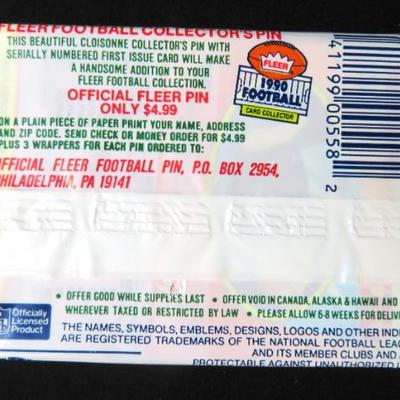 FLEER FOOTBALL COLLECTOR'S PIN
THIS BEAUTIFUL CLOISONNE COLLECTOR'S PIN WITH
SERIALLY NUMBERED FIRST ISSUE CARD WILL MAKE
A HANDSOME ADDITION TO YOUR
FLEER FOOTBALL COLLECTION.
OFFICIAL FLEER PIN
ONLY $4.99
ON A PLAIN PIECE OF PAPER PRINT YOUR NAME, ADDRESS
AND ZIP CODE. SEND CHECK OR MONEY ORDER FOR $4.99
PLUS 3 WRAPPERS FOR EACH PIN ORDERED TO:
OFFICIAL FLEER FOOTBALL PIN, P.O. BOX 2954,
PHILADELPHIA, PA 19141
FLEER
1990
FOOTBALL
CARD COLLECTOR
41199 00558
2
• OFFER GOOD WHILE SUPPLIES LAST • OFFER VOID IN CANADA, ALASKA & HAWAII AND
WHEREVER TAXED OR RESTRICTED BY LAW • PLEASE ALLOW 6-8 WEEKS FOR DELIVE
Officially
Licensed
Product
THE NAMES, SYMBOLS, EMBLEMS, DESIGNS, LOGOS AND OTHER INDI
ARE REGISTERED TRADEMARKS OF THE NATIONAL FOOTBALL LEAG
AND ITS MEMBER CLUBS AND A
PROTECTABLE AGAINST UNAUTHORIZED U